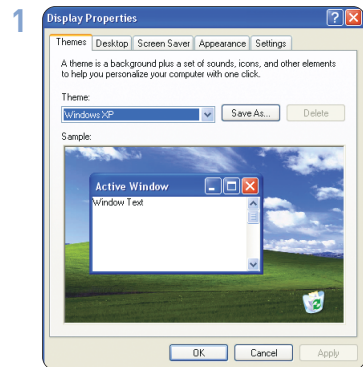 1
Display Properties
Themes Desktop Screen Saver Appearance Settings
A theme is a background plus a set of sounds, icons, and other elements
to help you personalize your computer with one click.
Theme:
Windows XP Save As... Delete
Sample:
Active Window
Window Text
OK Cancel Apply